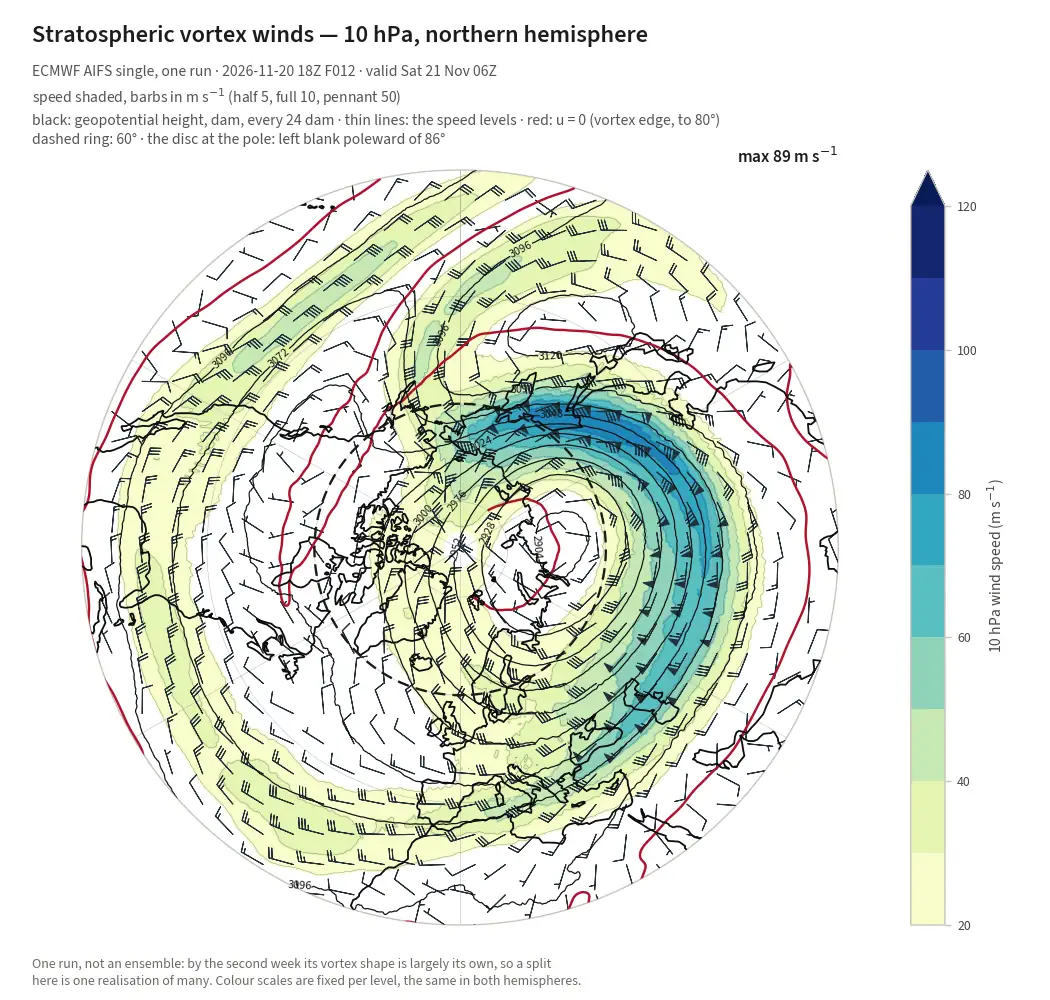 Stratospheric vortex winds — 10 hPa, northern hemisphere
ECMWF AIFS single, one run · 2026-11-20 18Z F012 · valid Sat 21 Nov 06Z
speed shaded, barbs in m s⁻¹ (half 5, full 10, pennant 50)
black: geopotential height, dam, every 24 dam · thin lines: the speed levels · red: u = 0 (vortex edge, to 80°)
dashed ring: 60° · the disc at the pole: left blank poleward of 86°
max 89 m s⁻¹
120
100
80
60
40
20
10 hPa wind speed (m s⁻¹)
3096
3096
3096
3072
3120
3000
2976
2928
2904
3096
One run, not an ensemble: by the second week its vortex shape is largely its own, so a split
here is one realisation of many. Colour scales are fixed per level, the same in both hemispheres.